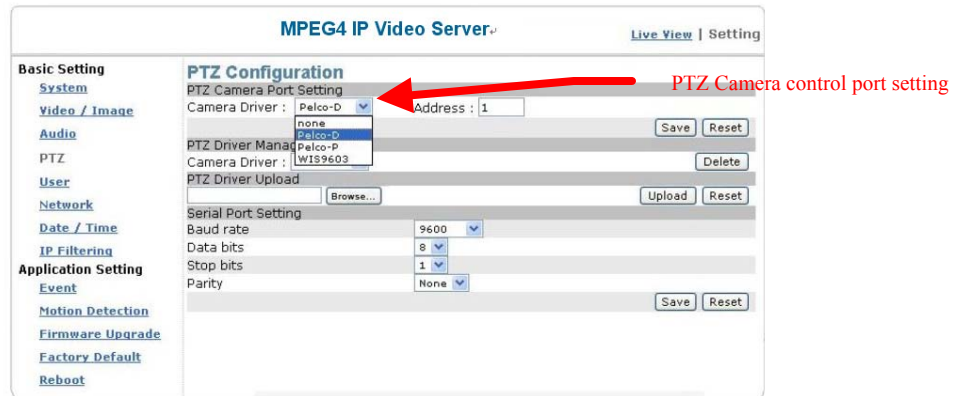 MPEG4 IP Video Server
Live View | Setting
Basic Setting
System
Video / Image
Audio
PTZ
User
Network
Date / Time
IP Filtering
Application Setting
Event
Motion Detection
Firmware Upgrade
Factory Default
Reboot
PTZ Configuration
PTZ Camera Port Setting
Camera Driver : Pelco-D Address : 1
none
Pelco-D
Pelco-P
WIS9603
Save Reset
PTZ Driver Manag
Camera Driver :
Delete
PTZ Driver Upload
Browse... Upload Reset
Serial Port Setting
Baud rate 9600
Data bits 8
Stop bits 1
Parity None
Save Reset
PTZ Camera control port setting